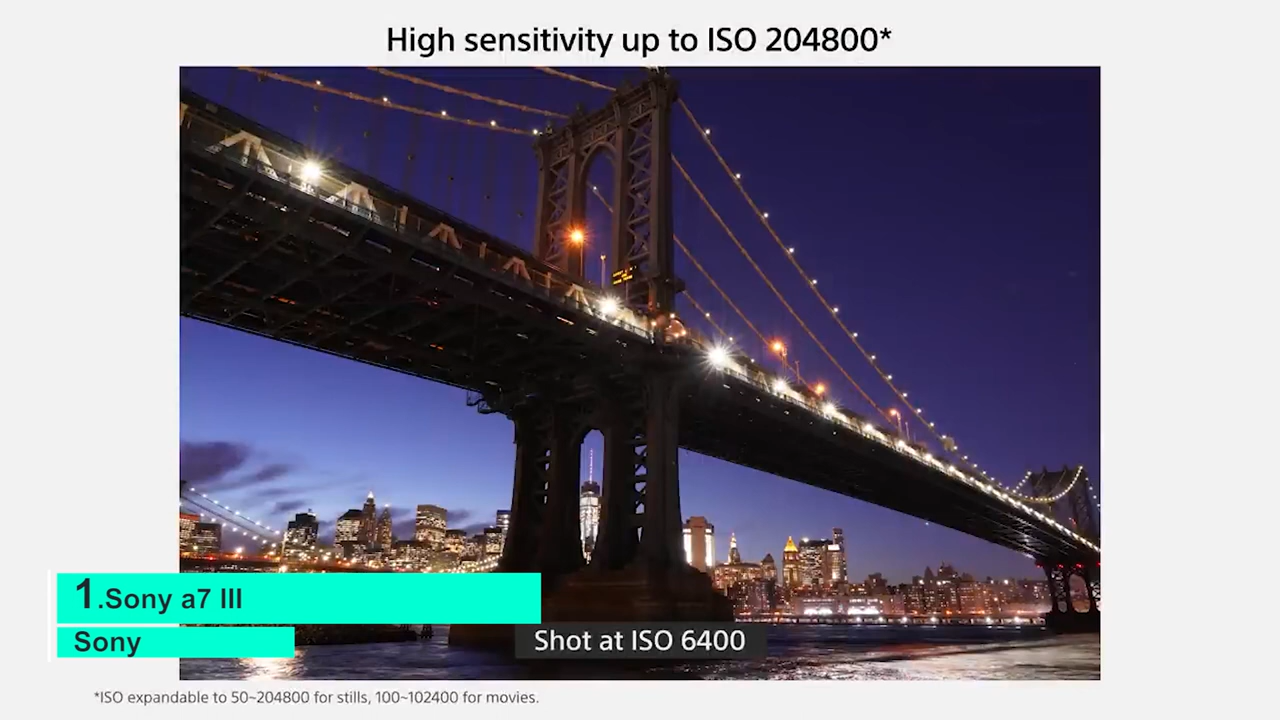 High sensitivity up to ISO 204800*
1.Sony a7 III
Sony
Shot at ISO 6400
*ISO expandable to 50~204800 for stills, 100~102400 for movies.